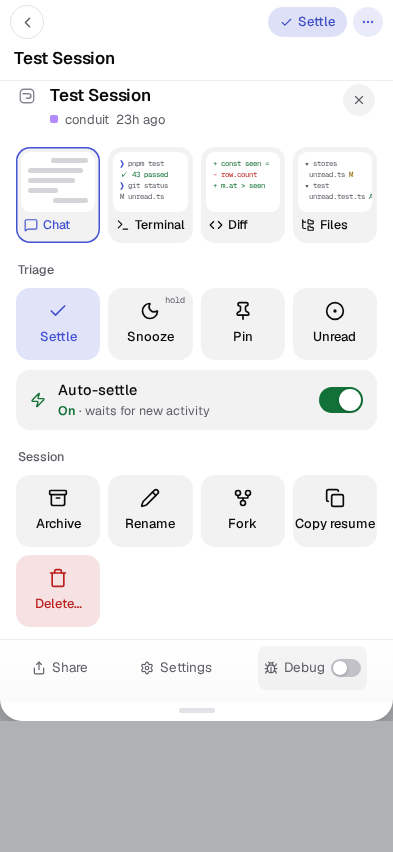 Settle
Test Session
Test Session
conduit 23h ago
❯ pnpm test
✓ 43 passed
❯ git status
M unread.ts
+ const seen =
- row.count
+ m.at > seen
▾ stores
unread.ts M
▾ test
unread.test.ts A
Chat
Terminal
Diff
Files
Triage
hold
Settle
Snooze
Pin
Unread
Auto-settle
On · waits for new activity
Session
Archive
Rename
Fork
Copy resume
Delete...
Share
Settings
Debug